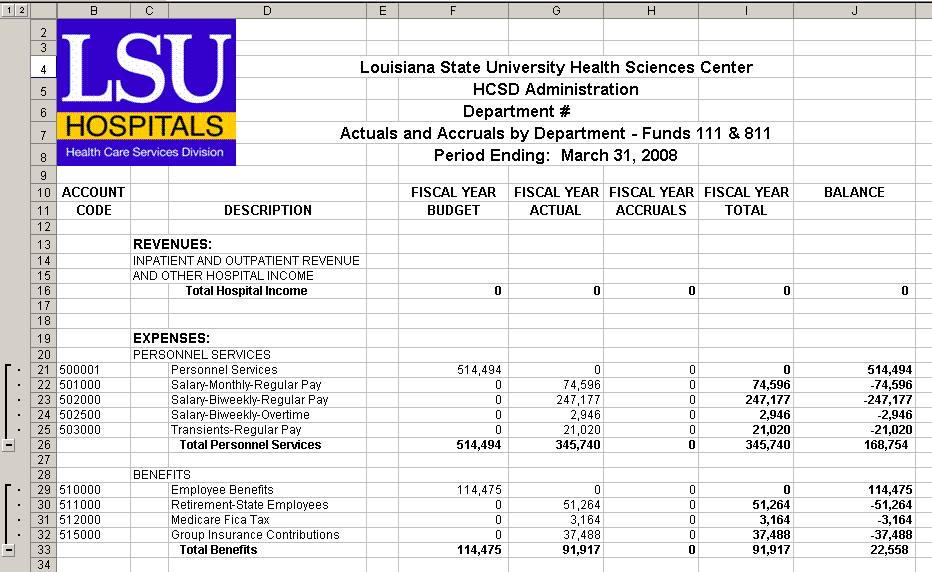 1 2 B C D E F G H I J
2
3
LSU
4 Louisiana State University Health Sciences Center
5 HCSD Administration
6 Department #
HOSPITALS
7 Actuals and Accruals by Department - Funds 111 & 811
Health Care Services Division
8 Period Ending: March 31, 2008
9
10 ACCOUNT FISCAL YEAR FISCAL YEAR FISCAL YEAR FISCAL YEAR BALANCE
11 CODE DESCRIPTION BUDGET ACTUAL ACCRUALS TOTAL
12
13 REVENUES:
14 INPATIENT AND OUTPATIENT REVENUE
15 AND OTHER HOSPITAL INCOME
16 Total Hospital Income 0 0 0 0 0
17
18
19 EXPENSES:
20 PERSONNEL SERVICES
21 500001 Personnel Services 514,494 0 0 0 514,494
22 501000 Salary-Monthly-Regular Pay 0 74,596 0 74,596 -74,596
23 502000 Salary-Biweekly-Regular Pay 0 247,177 0 247,177 -247,177
24 502500 Salary-Biweekly-Overtime 0 2,946 0 2,946 -2,946
25 503000 Transients-Regular Pay 0 21,020 0 21,020 -21,020
26 Total Personnel Services 514,494 345,740 0 345,740 168,754
27
28 BENEFITS
29 510000 Employee Benefits 114,475 0 0 0 114,475
30 511000 Retirement-State Employees 0 51,264 0 51,264 -51,264
31 512000 Medicare Fica Tax 0 3,164 0 3,164 -3,164
32 515000 Group Insurance Contributions 0 37,488 0 37,488 -37,488
33 Total Benefits 114,475 91,917 0 91,917 22,558
34